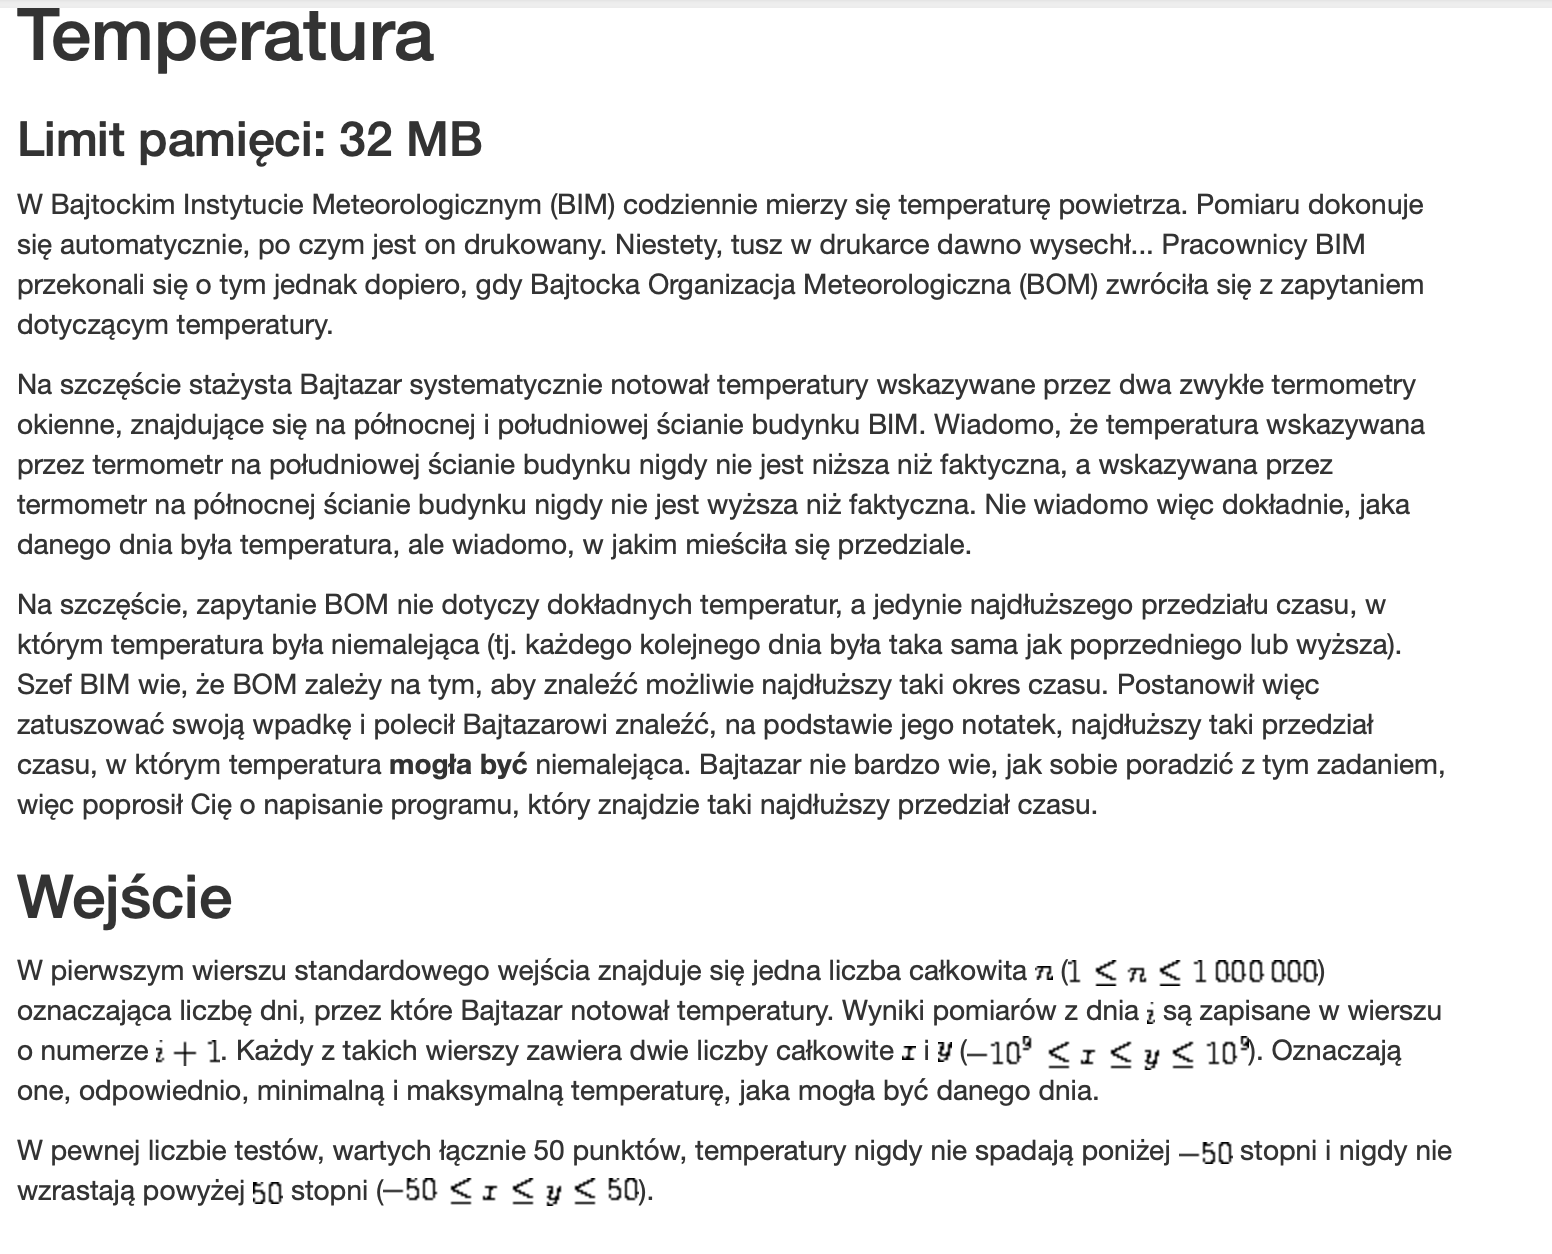 Temperatura
Limit pamięci: 32 MB
W Bajtockim Instytucie Meteorologicznym (BIM) codziennie mierzy się temperaturę powietrza. Pomiaru dokonuje
się automatycznie, po czym jest on drukowany. Niestety, tusz w drukarce dawno wysechł... Pracownicy BIM
przekonali się o tym jednak dopiero, gdy Bajtocka Organizacja Meteorologiczna (BOM) zwróciła się z zapytaniem
dotyczącym temperatury.
Na szczęście stażysta Bajtazar systematycznie notował temperatury wskazywane przez dwa zwykłe termometry
okienne, znajdujące się na północnej i południowej ścianie budynku BIM. Wiadomo, że temperatura wskazywana
przez termometr na południowej ścianie budynku nigdy nie jest niższa niż faktyczna, a wskazywana przez
termometr na północnej ścianie budynku nigdy nie jest wyższa niż faktyczna. Nie wiadomo więc dokładnie, jaka
danego dnia była temperatura, ale wiadomo, w jakim mieściła się przedziale.
Na szczęście, zapytanie BOM nie dotyczy dokładnych temperatur, a jedynie najdłuższego przedziału czasu, w
którym temperatura była niemalejąca (tj. każdego kolejnego dnia była taka sama jak poprzedniego lub wyższa).
Szef BIM wie, że BOM zależy na tym, aby znaleźć możliwie najdłuższy taki okres czasu. Postanowił więc
zatuszować swoją wpadkę i polecił Bajtazarowi znaleźć, na podstawie jego notatek, najdłuższy taki przedział
czasu, w którym temperatura mogła być niemalejąca. Bajtazar nie bardzo wie, jak sobie poradzić z tym zadaniem,
więc poprosił Cię o napisanie programu, który znajdzie taki najdłuższy przedział czasu.
Wejście
W pierwszym wierszu standardowego wejścia znajduje się jedna liczba całkowita n (1 ≤ n ≤ 1 000 000)
oznaczająca liczbę dni, przez które Bajtazar notował temperatury. Wyniki pomiarów z dnia i są zapisane w wierszu
o numerze i + 1. Każdy z takich wierszy zawiera dwie liczby całkowite x i y (−10⁹ ≤ x ≤ y ≤ 10⁹). Oznaczają
one, odpowiednio, minimalną i maksymalną temperaturę, jaka mogła być danego dnia.
W pewnej liczbie testów, wartych łącznie 50 punktów, temperatury nigdy nie spadają poniżej −50 stopni i nigdy nie
wzrastają powyżej 50 stopni (−50 ≤ x ≤ y ≤ 50).